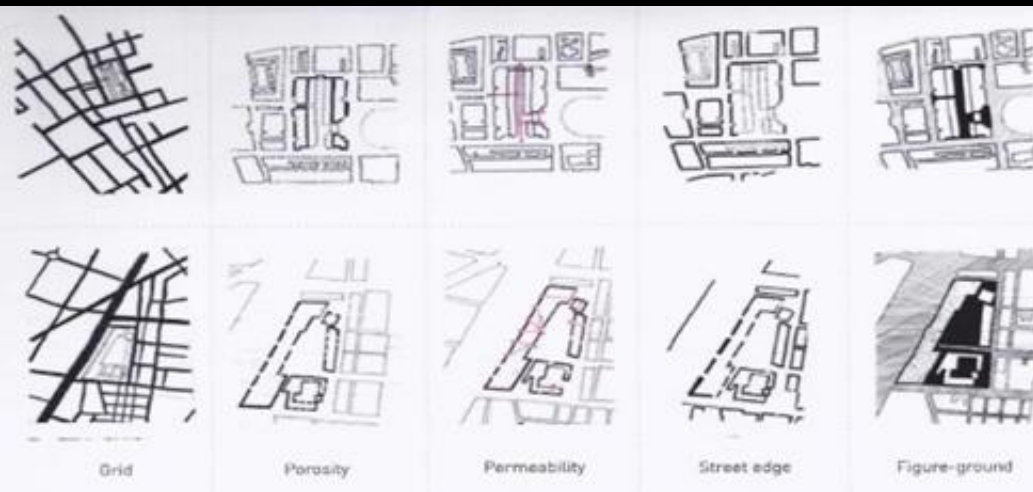 Grid
Porosity
Permeability
Street edge
Figure-ground